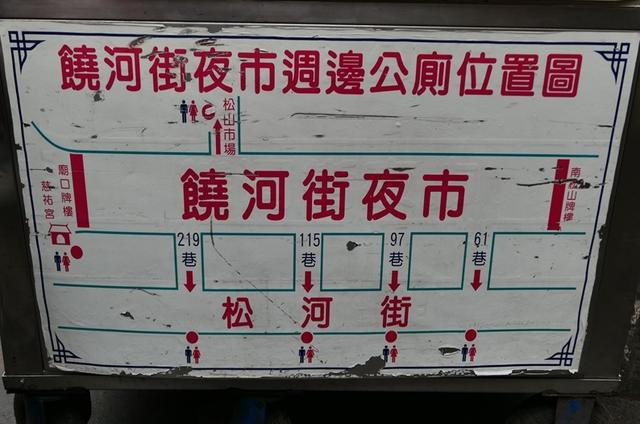 饒河街夜市週邊公廁位置圖
松山市場
廟口牌樓
慈祐宮
饒河街夜市
南松山牌樓
219巷
115巷
97巷
61巷
松河街